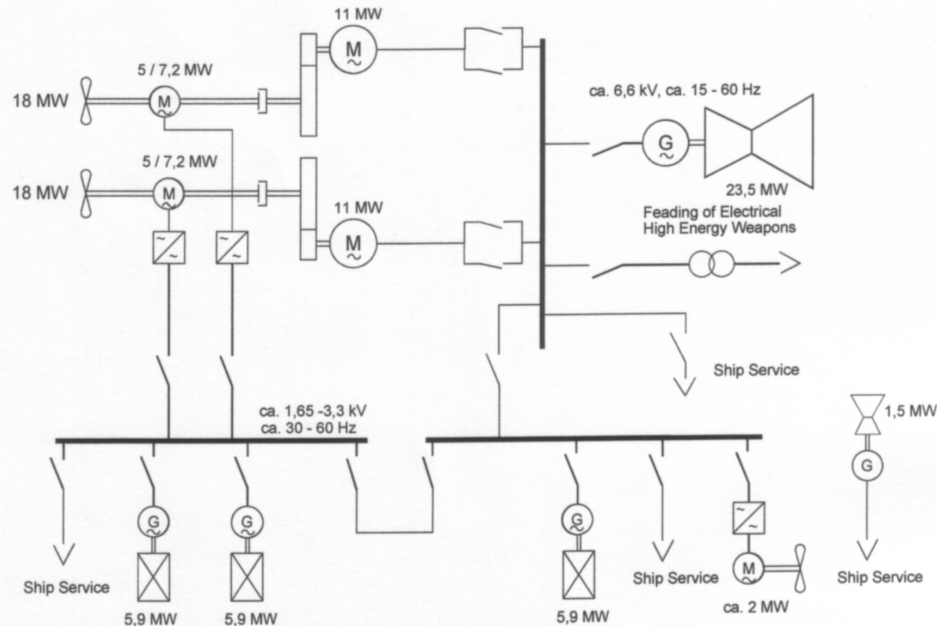 11 MW
M
5 / 7,2 MW
18 MW
M
ca. 6,6 kV, ca. 15 - 60 Hz
G
23,5 MW
5 / 7,2 MW
18 MW
M
11 MW
M
Feading of Electrical
High Energy Weapons
Ship Service
ca. 1,65 -3,3 kV
ca. 30 - 60 Hz
1,5 MW
G
Ship Service
G
5,9 MW
G
5,9 MW
G
5,9 MW
Ship Service
M
ca. 2 MW
Ship Service